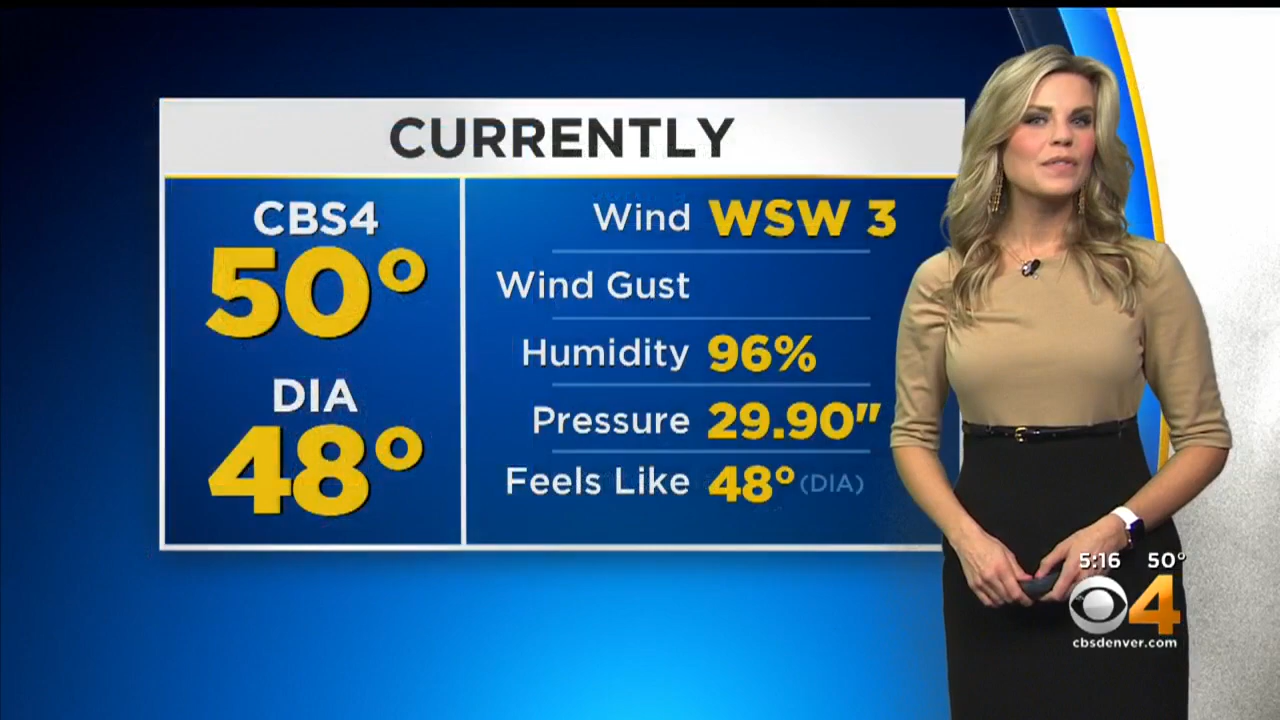 CURRENTLY
CBS4
50°
DIA
48°
Wind WSW 3
Wind Gust
Humidity 96%
Pressure 29.90"
Feels Like 48° (DIA)
5:16 50°
4
cbsdenver.com